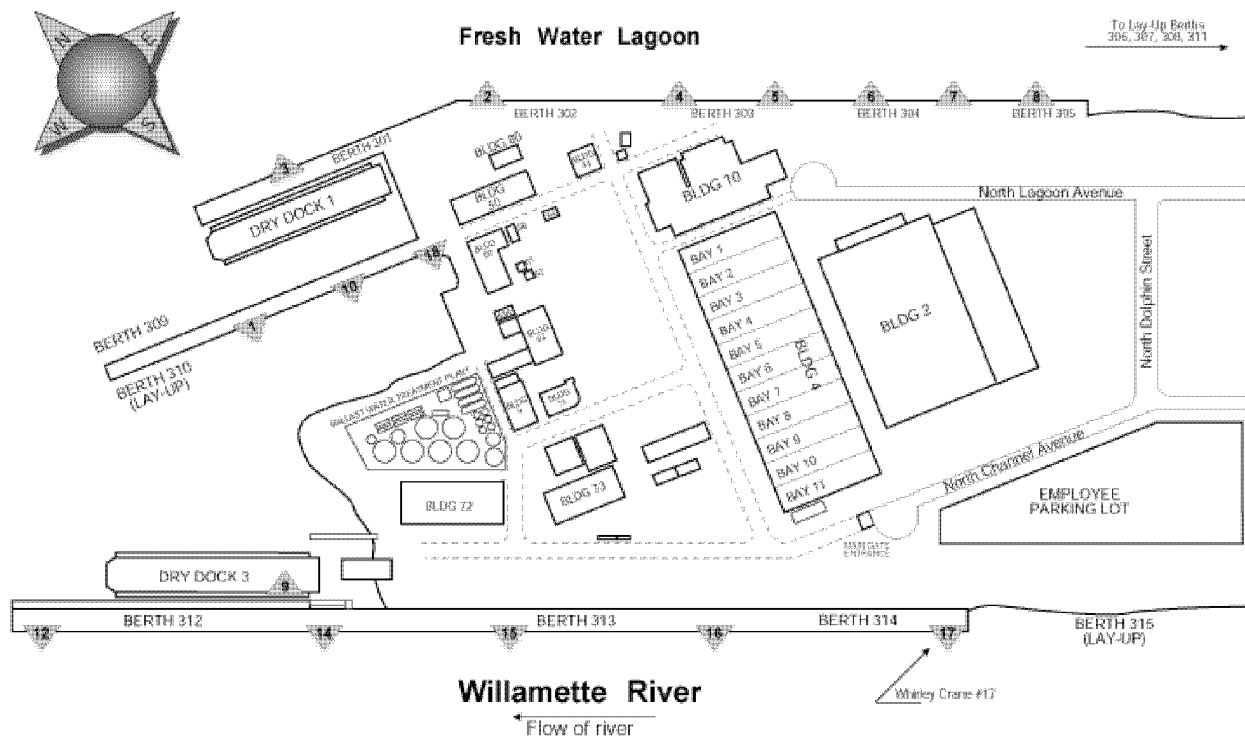 N
E
W
S
Fresh Water Lagoon
To Lay-Up Berths
306, 307, 308, 311
2
4
5
6
7
8
BERTH 302
BERTH 303
BERTH 304
BERTH 305
3
BERTH 301
DRY DOCK 1
BLDG 80
BLDG
50
BLDG
BLDG 10
North Lagoon Avenue
North Dolphin Street
18
10
1
BERTH 309
BERTH 310
(LAY-UP)
BLDG
BLDG
BAY 1
BAY 2
BAY 3
BAY 4
BAY 5
BAY 6
BAY 7
BAY 8
BAY 9
BAY 10
BAY 11
BLDG 4
BLDG 2
BALLAST WATER TREATMENT PLANT
BLDG
BLDG
BLDG 72
BLDG 73
North Channel Avenue
MAIN GATE
ENTRANCE
EMPLOYEE
PARKING LOT
DRY DOCK 3
9
BERTH 312
BERTH 313
BERTH 314
BERTH 315
(LAY-UP)
12
14
15
16
17
Whirley Crane #17
Willamette River
Flow of river